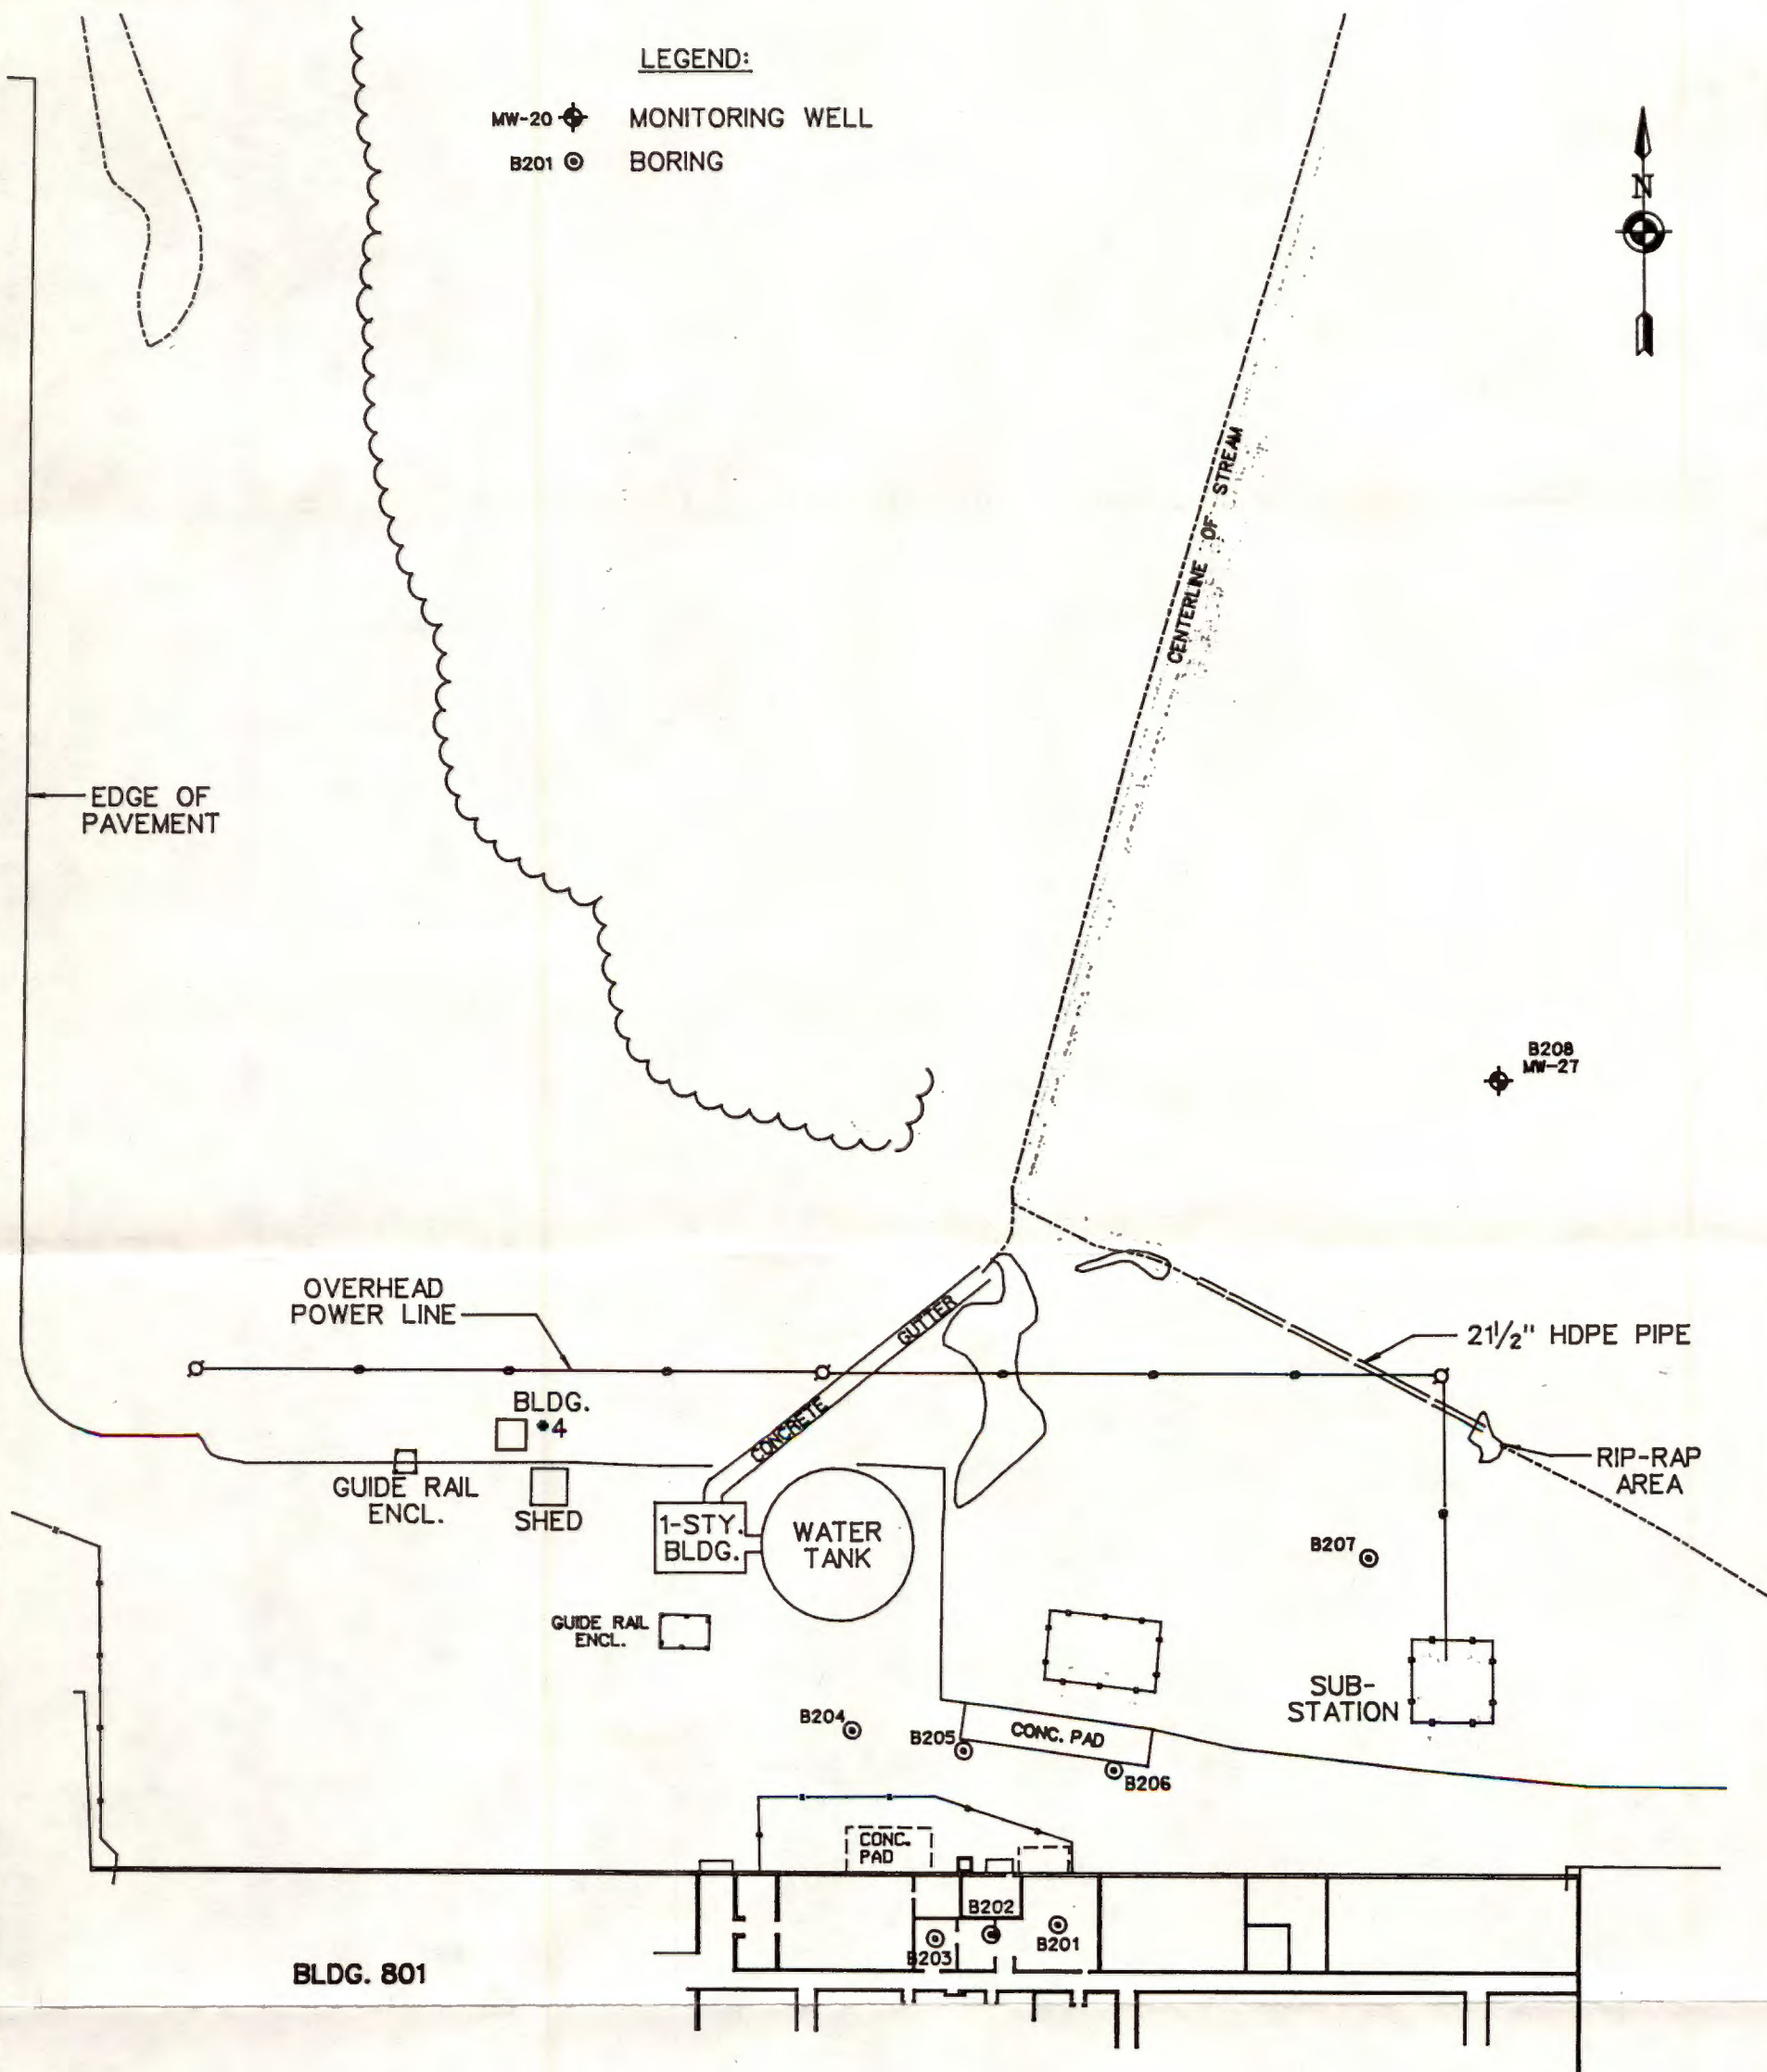 LEGEND:
MW-20 MONITORING WELL
B201 BORING
N
CENTERLINE OF STREAM
EDGE OF
PAVEMENT
B208
MW-27
OVERHEAD
POWER LINE
GUTTER
CONCRETE
21 1/2" HDPE PIPE
BLDG.
*4
RIP-RAP
AREA
GUIDE RAIL
ENCL.
SHED
1-STY.
BLDG.
WATER
TANK
B207
GUIDE RAIL
ENCL.
SUB-
STATION
B204
B205
CONC. PAD
B206
CONC.
PAD
B202
B203
B201
BLDG. 801